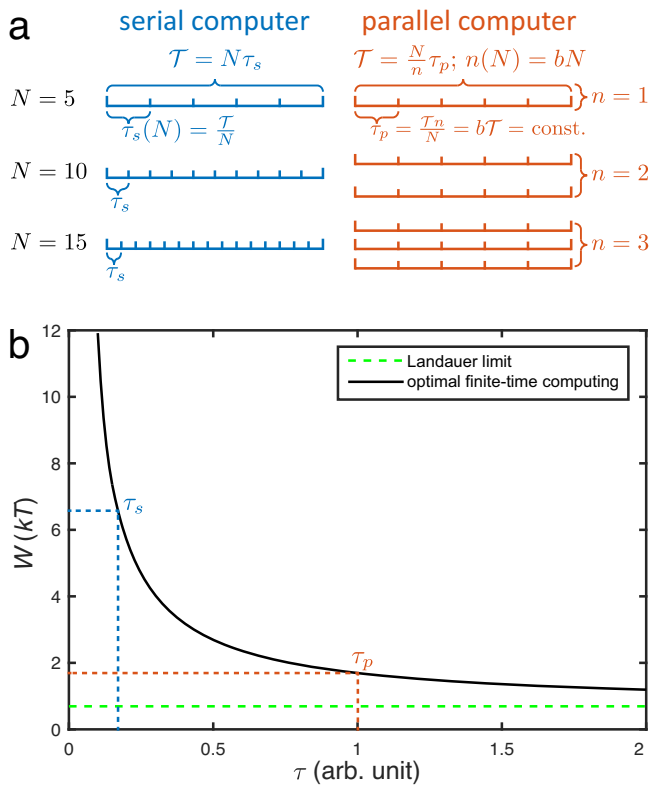 a
serial computer
parallel computer
𝒯 = Nτ_s
𝒯 = N/n τ_p; n(N) = bN
N = 5
n = 1
τ_s(N) = 𝒯/N
τ_p = 𝒯n/N = b𝒯 = const.
N = 10
n = 2
τ_s
N = 15
n = 3
τ_s
b
12
10
8
6
4
2
0
W (kT)
Landauer limit
optimal finite-time computing
τ_s
τ_p
0
0.5
1
1.5
2
τ (arb. unit)